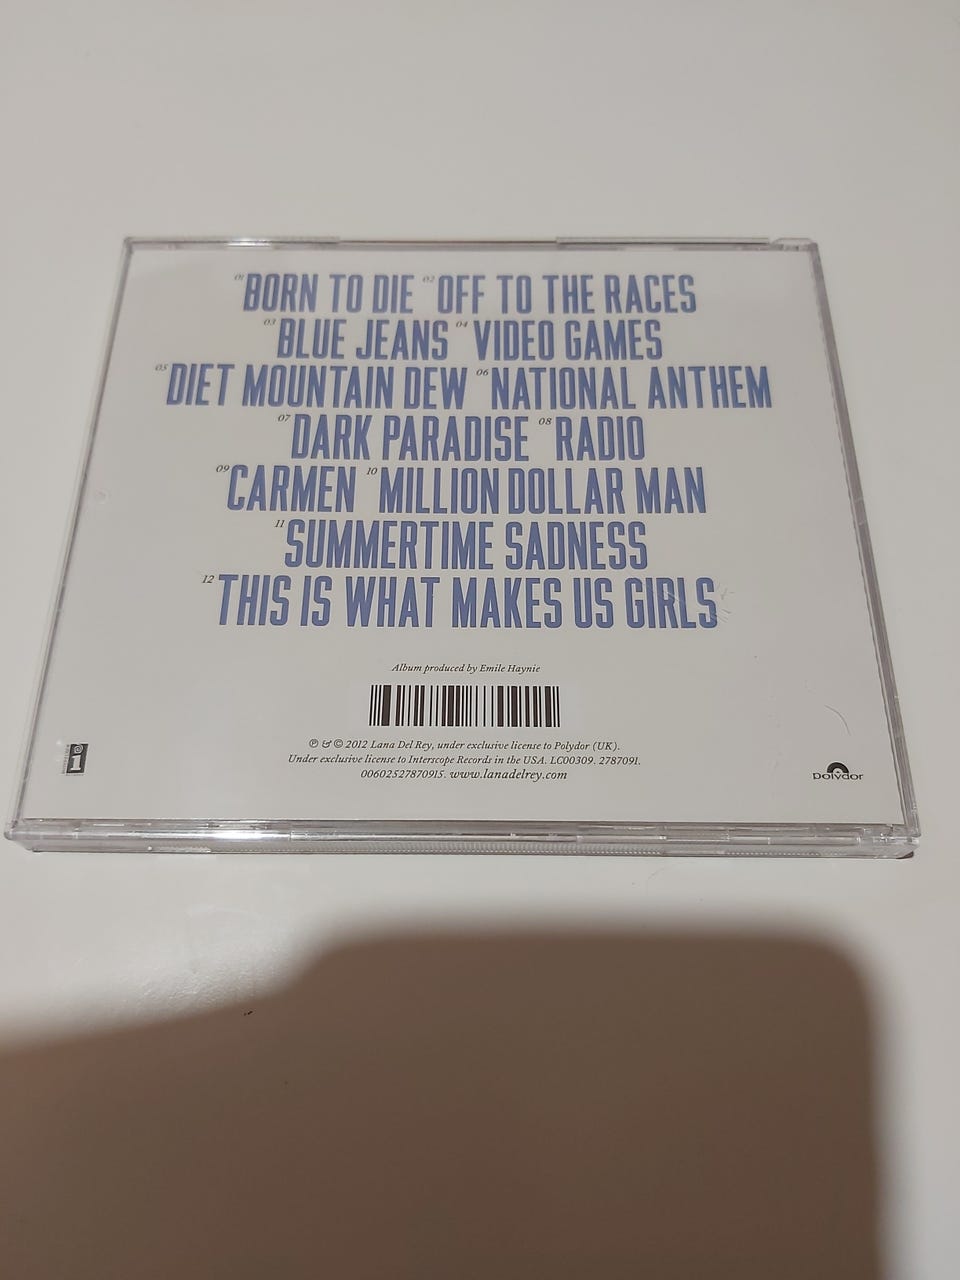 01 BORN TO DIE 02 OFF TO THE RACES
03 BLUE JEANS 04 VIDEO GAMES
05 DIET MOUNTAIN DEW 06 NATIONAL ANTHEM
07 DARK PARADISE 08 RADIO
09 CARMEN 10 MILLION DOLLAR MAN
11 SUMMERTIME SADNESS
12 THIS IS WHAT MAKES US GIRLS
Album produced by Emile Haynie
℗ & © 2012 Lana Del Rey, under exclusive license to Polydor (UK).
Under exclusive license to Interscope Records in the USA. LC00309. 2787091.
00602527870915. www.lanadelrey.com
i
polydor